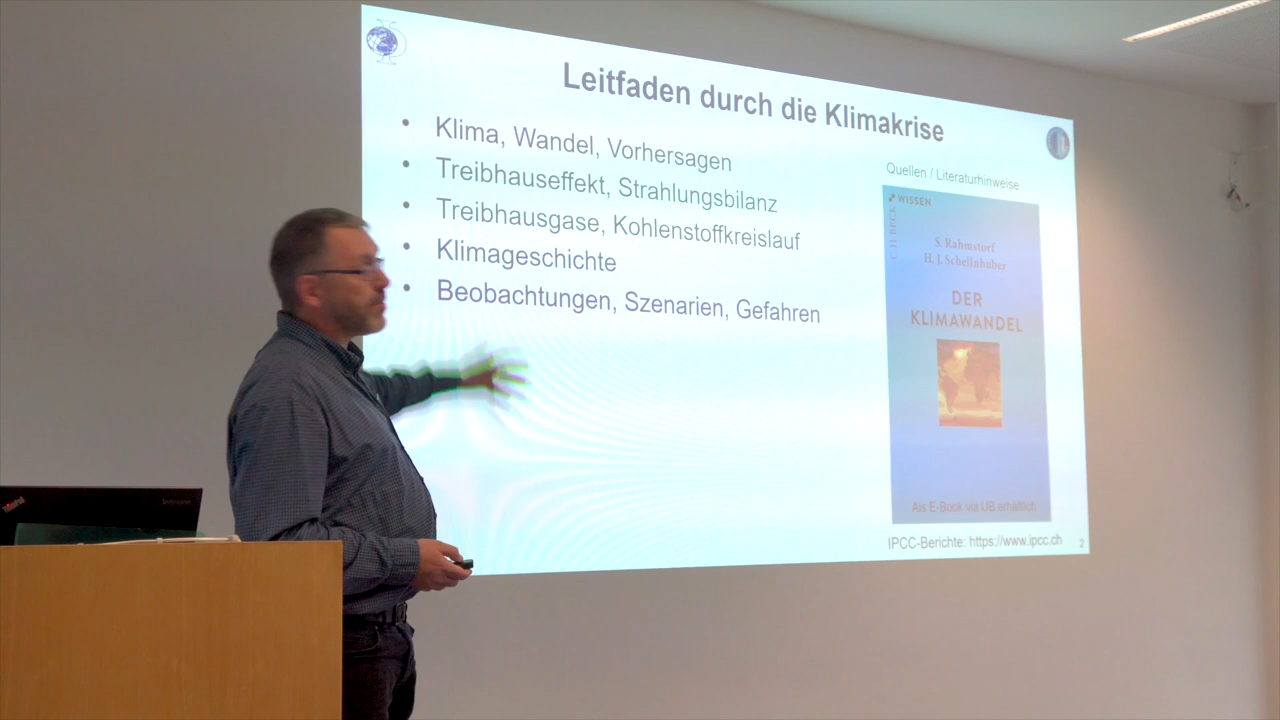 Leitfaden durch die Klimakrise
• Klima, Wandel, Vorhersagen
• Treibhauseffekt, Strahlungsbilanz
• Treibhausgase, Kohlenstoffkreislauf
• Klimageschichte
• Beobachtungen, Szenarien, Gefahren
Quellen / Literaturhinweise
WISSEN
C.H.BECK
S. Rahmstorf
H. J. Schellnhuber
DER
KLIMAWANDEL
Als E-Book via UB erhältlich
IPCC-Berichte: https://www.ipcc.ch
2